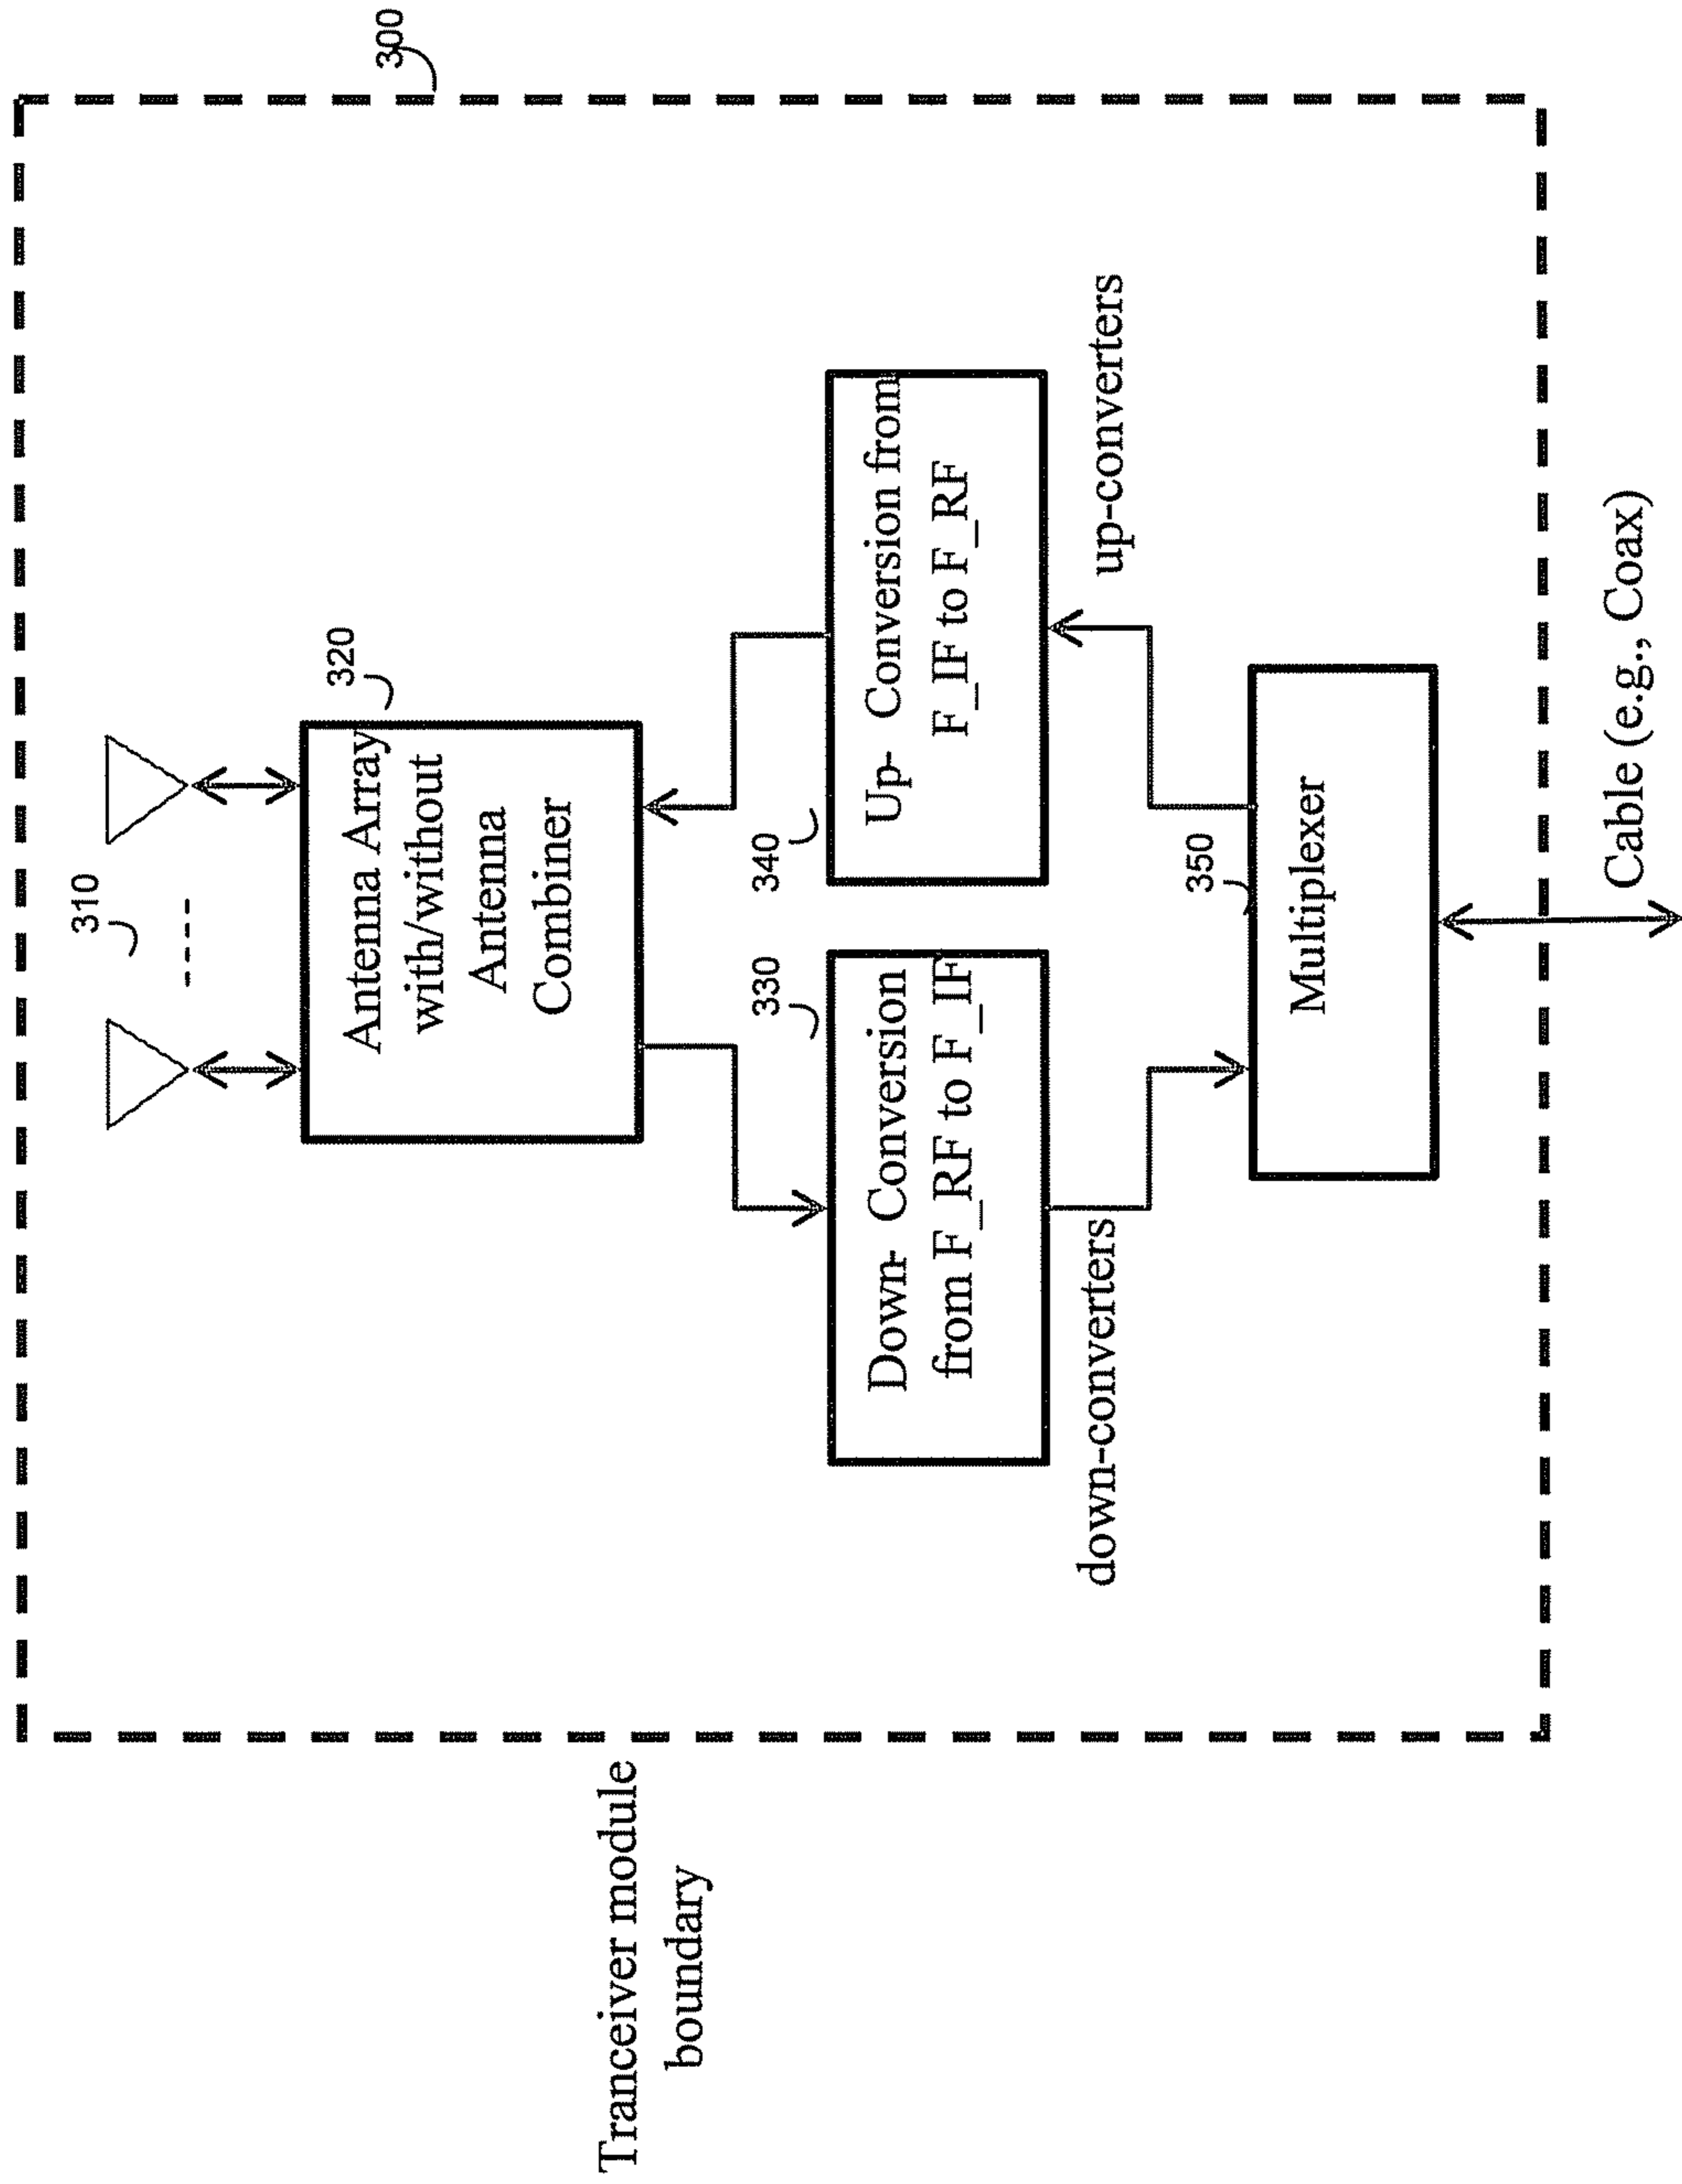 300
310
320
Antenna Array
with/without
Antenna
Combiner
Tranceiver module
boundary
330
Down- Conversion
from F_RF to F_IF
340
Up- Conversion from
F_IF to F_RF
down-converters
up-converters
350
Multiplexer
Cable (e.g., Coax)